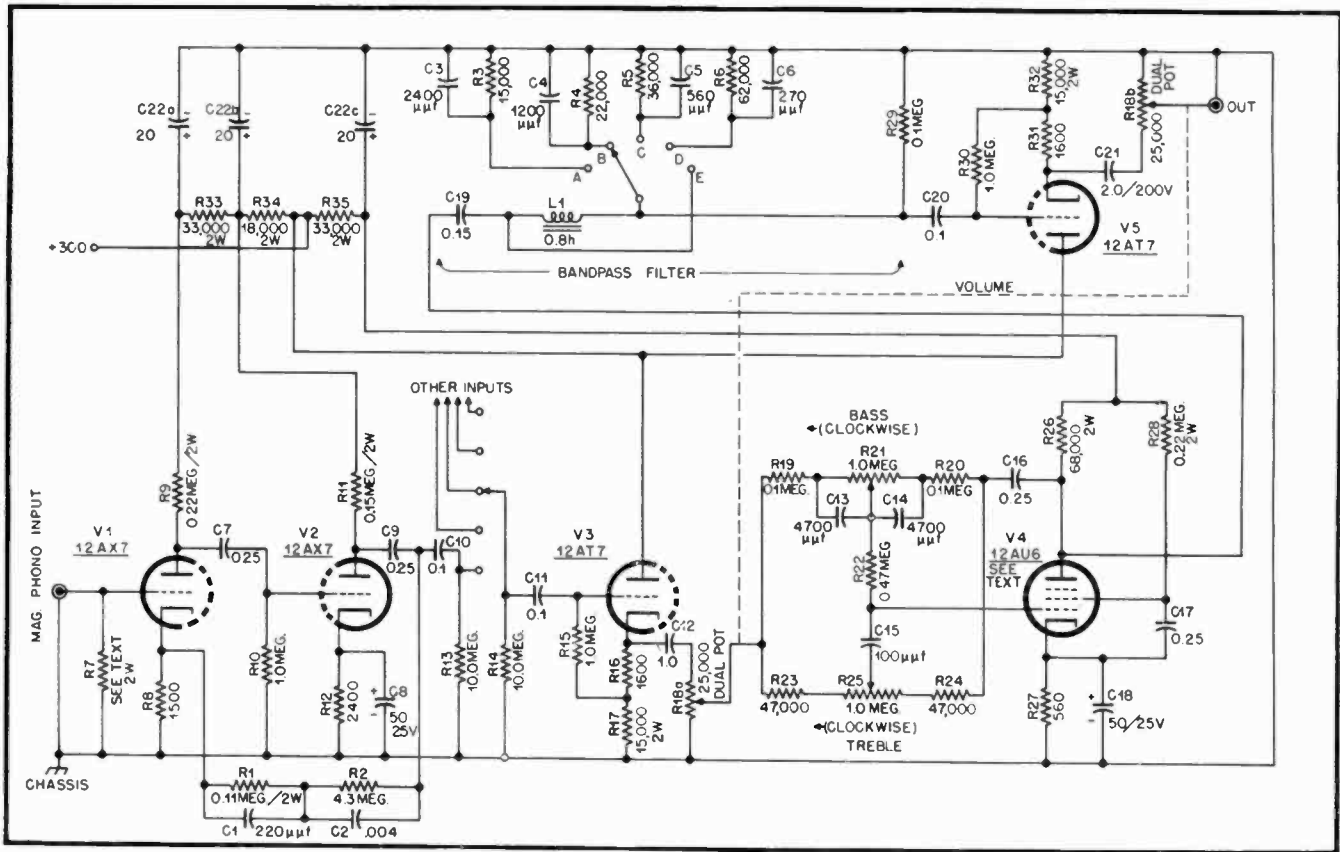 C22a
20
C22b
20
C22c
20
C3
2400
μμf
R3
15,000
C4
1200
μμf
R4
22,000
R5
36,000
C5
560
μμf
R6
62,000
C6
270
μμf
R29
0.1MEG.
R30
1.0MEG.
R32
15,000
2W
R31
1600
R18b
25,000
DUAL
POT
OUT
C21
2.0/200V
A
B
C
D
E
R33
33,000
2W
R34
18,000
2W
R35
33,000
2W
+300
C19
0.15
L1
0.8h
C20
0.1
V5
12AT7
BANDPASS FILTER
VOLUME
OTHER INPUTS
R9
0.22MEG/2W
R11
0.15MEG/2W
BASS
(CLOCKWISE)
R19
0.1MEG.
R21
1.0MEG.
R20
0.1MEG
C16
0.25
R26
68,000
2W
R28
0.22MEG.
2W
C13
4700
μμf
C14
4700
μμf
MAG. PHONO INPUT
V1
12AX7
C7
0.25
V2
12AX7
C9
0.25
C10
0.1
V3
12AT7
C11
0.1
R22
0.47MEG
V4
12AU6
SEE
TEXT
R7
SEE TEXT
2W
R8
1500
R10
1.0MEG.
R12
2400
C8
50
25V
R13
10.0MEG.
R14
10.0MEG.
R15
1.0MEG.
R16
1600
R17
15,000
2W
C12
1.0
R18a
25,000
DUAL POT
C15
100μμf
C17
0.25
R23
47,000
R25
1.0 MEG.
R24
47,000
(CLOCKWISE)
TREBLE
R27
560
C18
50/25V
CHASSIS
R1
0.11MEG/2W
R2
4.3MEG.
C1
220μμf
C2
.004